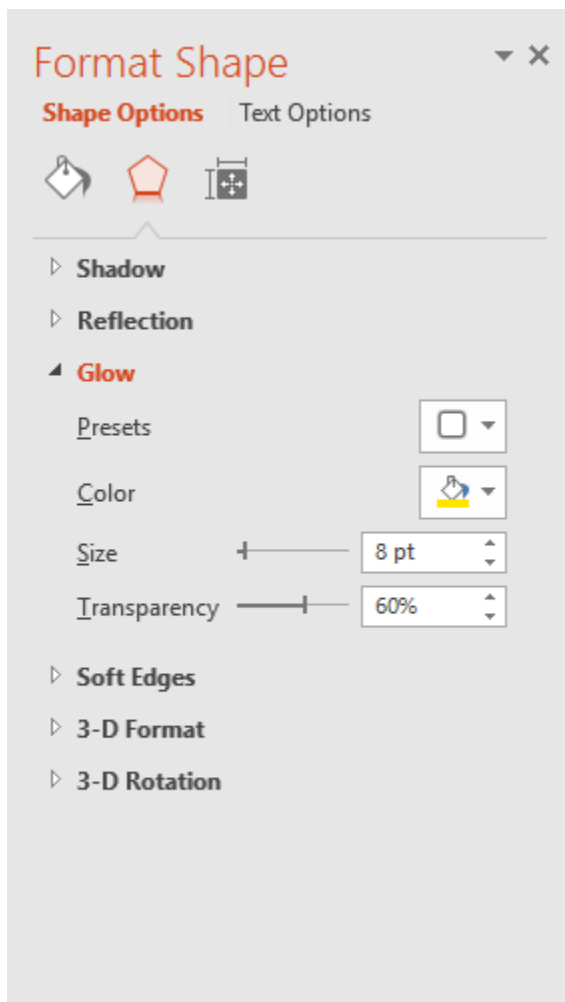 Format Shape
Shape Options Text Options
Shadow
Reflection
Glow
Presets
Color
Size 8 pt
Transparency 60%
Soft Edges
3-D Format
3-D Rotation